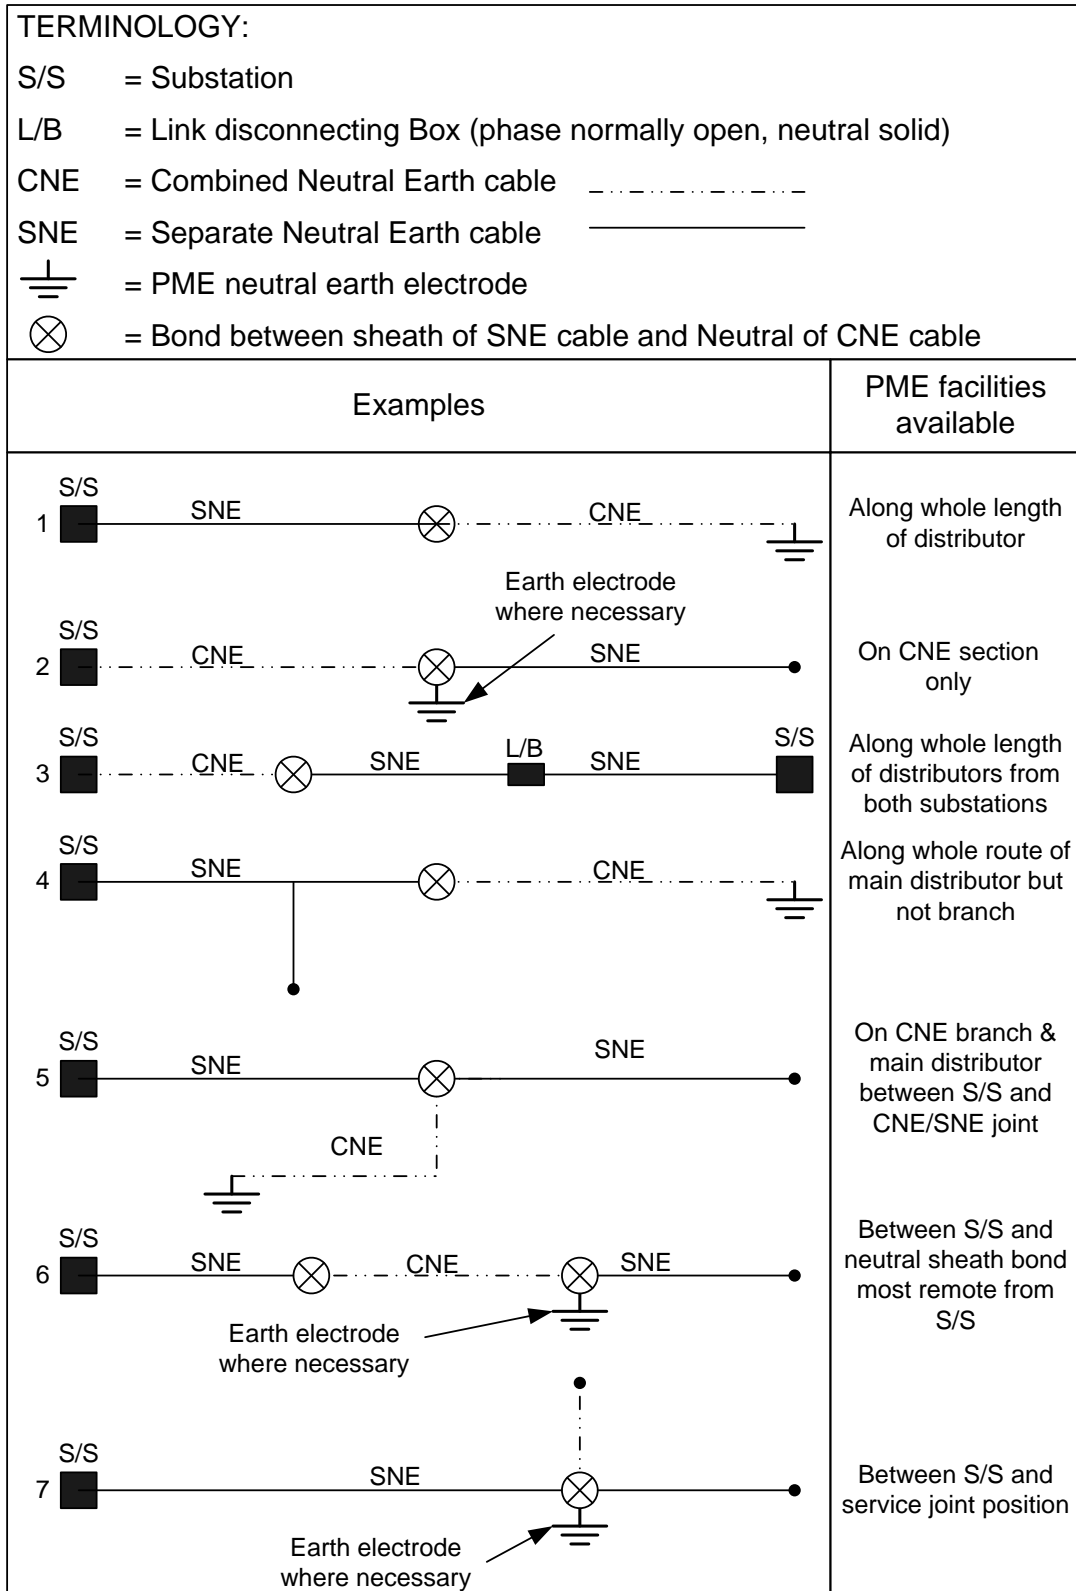 TERMINOLOGY:
S/S = Substation
L/B = Link disconnecting Box (phase normally open, neutral solid)
CNE = Combined Neutral Earth cable
SNE = Separate Neutral Earth cable
= PME neutral earth electrode
= Bond between sheath of SNE cable and Neutral of CNE cable
Examples
PME facilities
available
S/S
1 SNE CNE
Along whole length
of distributor
Earth electrode
where necessary
S/S
2 CNE SNE
On CNE section
only
S/S L/B S/S
3 CNE SNE SNE
Along whole length
of distributors from
both substations
S/S
4 SNE CNE
Along whole route of
main distributor but
not branch
S/S
5 SNE SNE
CNE
On CNE branch &
main distributor
between S/S and
CNE/SNE joint
S/S
6 SNE CNE SNE
Earth electrode
where necessary
Between S/S and
neutral sheath bond
most remote from
S/S
S/S
7 SNE
Earth electrode
where necessary
Between S/S and
service joint position